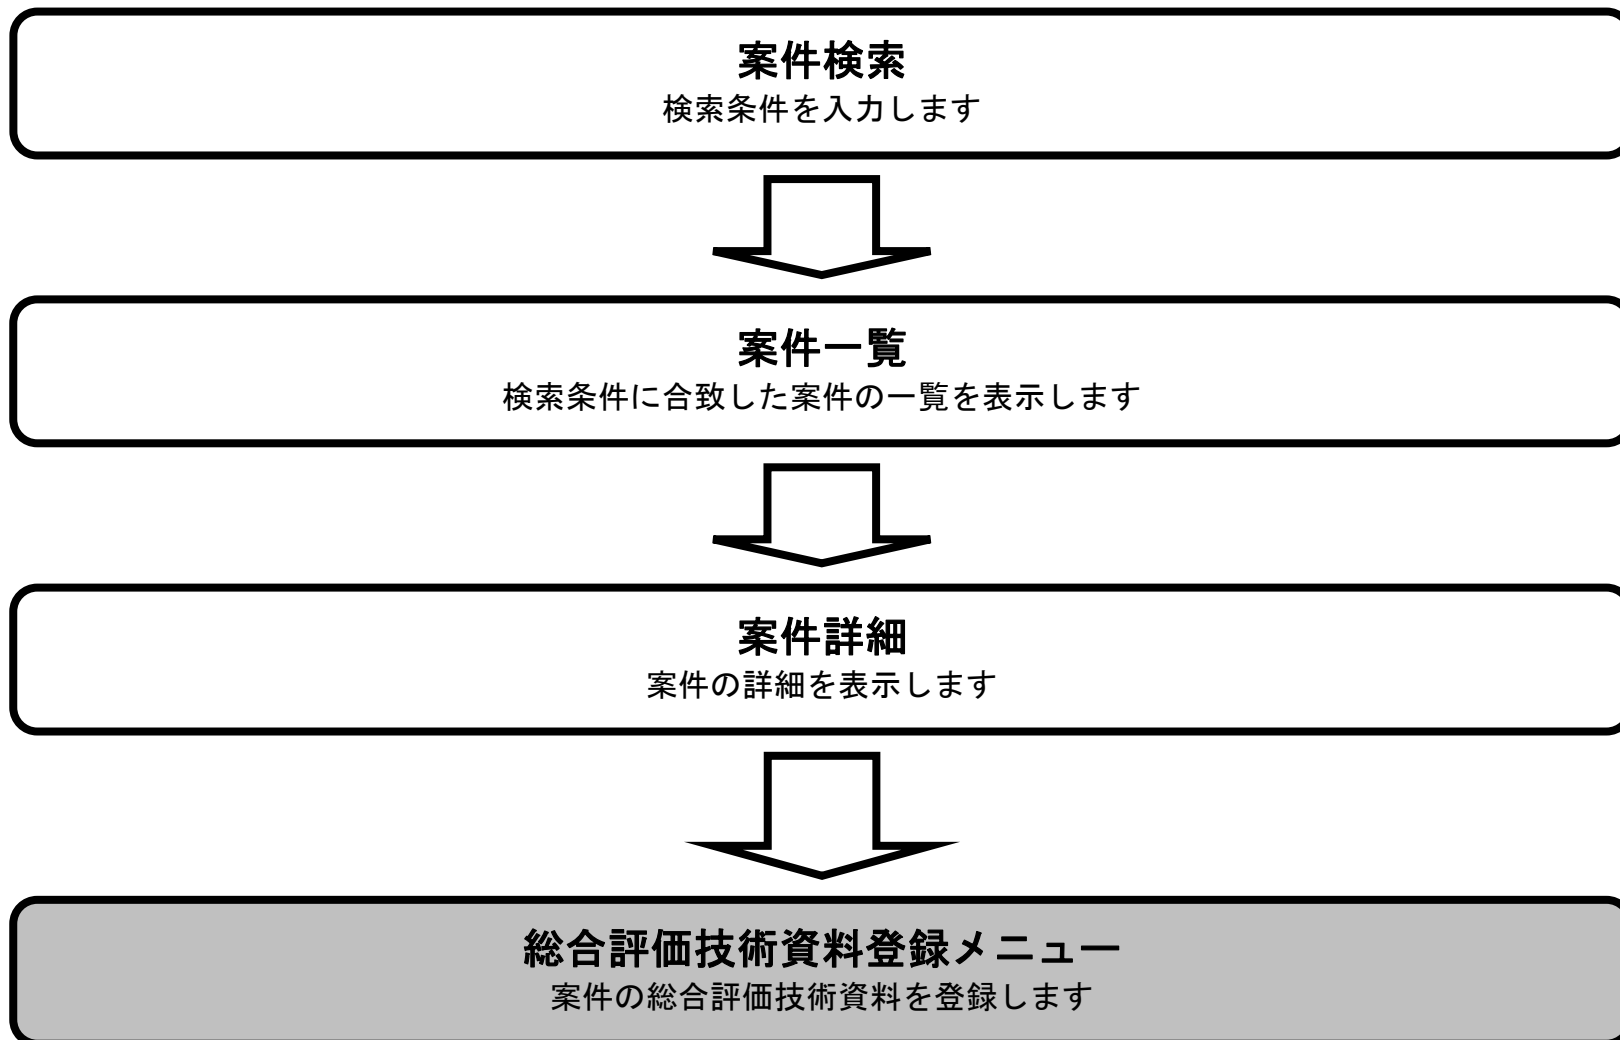 案件検索
検索条件を入力します
案件一覧
検索条件に合致した案件の一覧を表示します
案件詳細
案件の詳細を表示します
総合評価技術資料登録メニュー
案件の総合評価技術資料を登録します